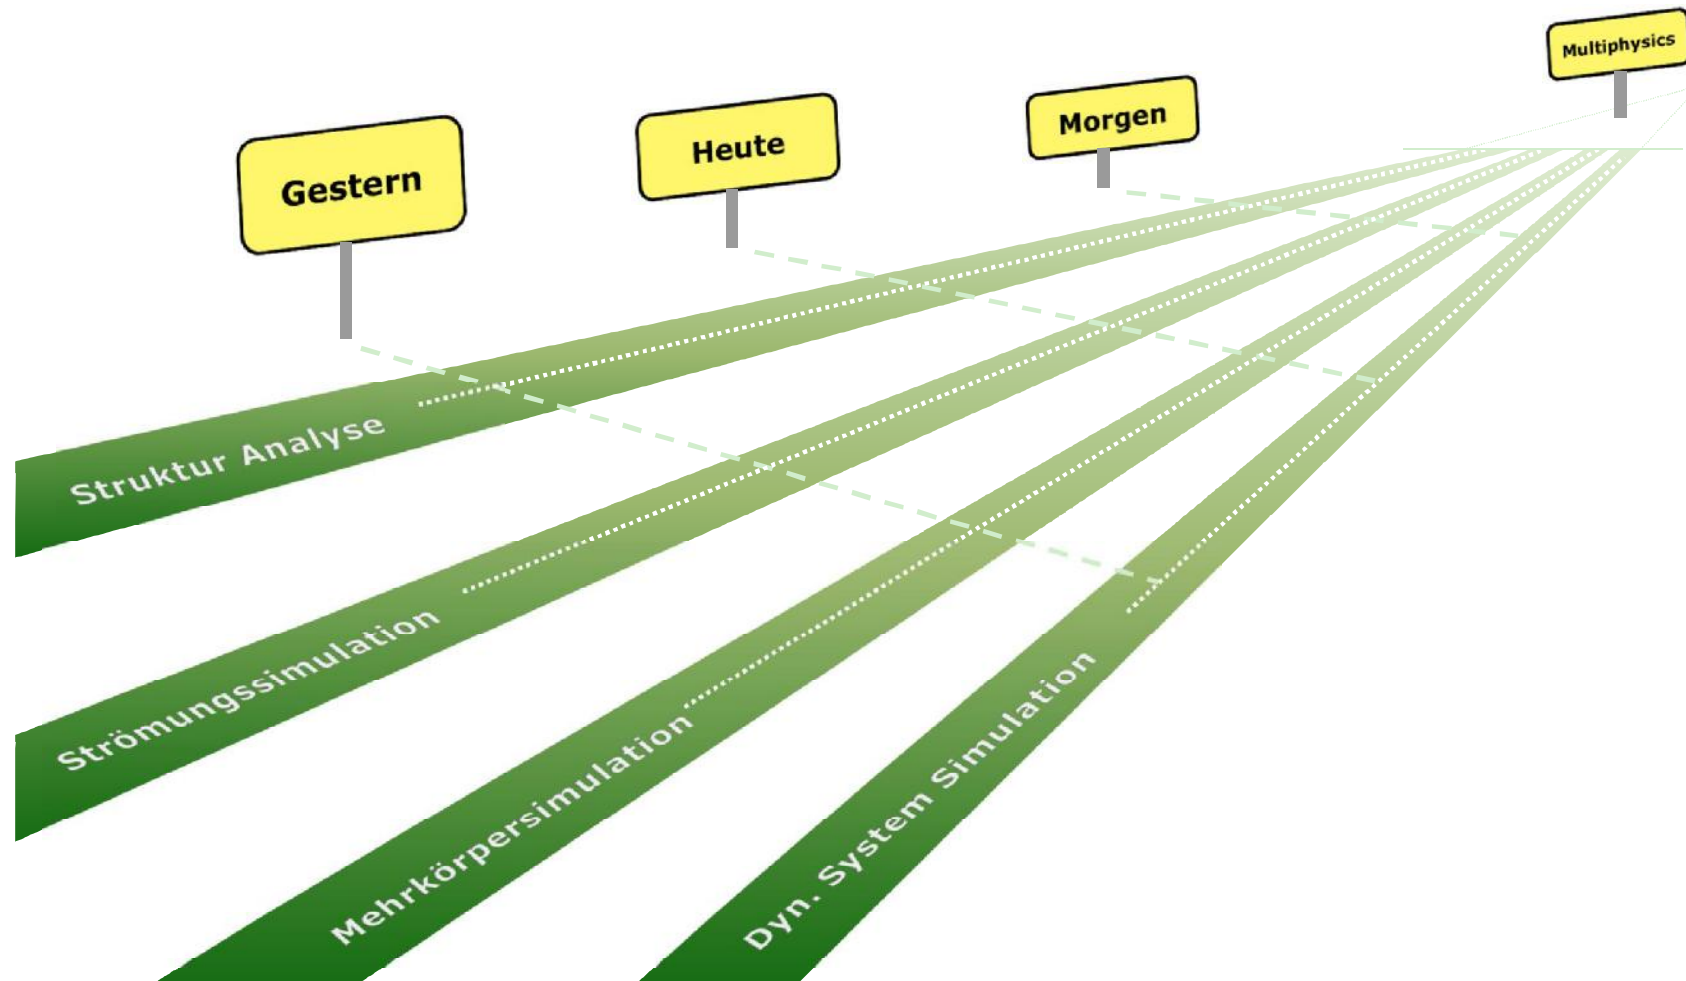 Gestern
Heute
Morgen
Multiphysics
Struktur Analyse
Strömungssimulation
Mehrkörpersimulation
Dyn. System Simulation